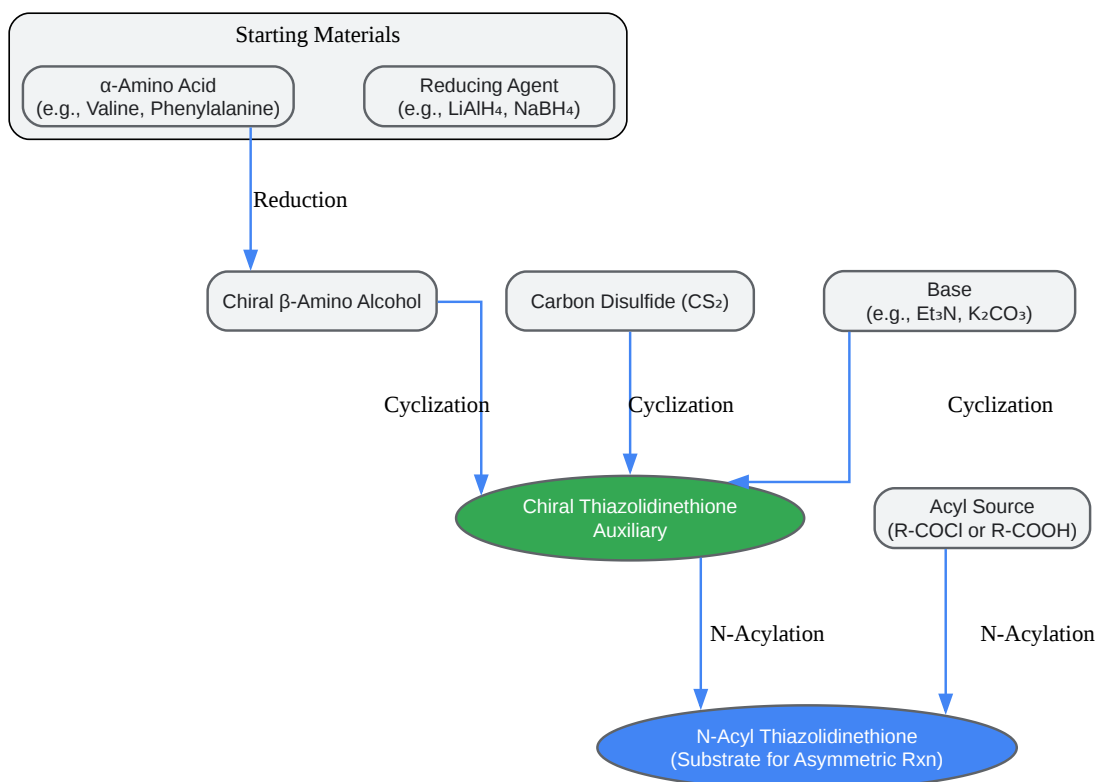 Starting Materials
α-Amino Acid
(e.g., Valine, Phenylalanine)
Reducing Agent
(e.g., LiAlH₄, NaBH₄)
Reduction
Chiral β-Amino Alcohol
Carbon Disulfide (CS₂)
Base
(e.g., Et₃N, K₂CO₃)
Cyclization
Cyclization
Cyclization
Chiral Thiazolidinethione
Auxiliary
Acyl Source
(R-COCl or R-COOH)
N-Acylation
N-Acylation
N-Acyl Thiazolidinethione
(Substrate for Asymmetric Rxn)